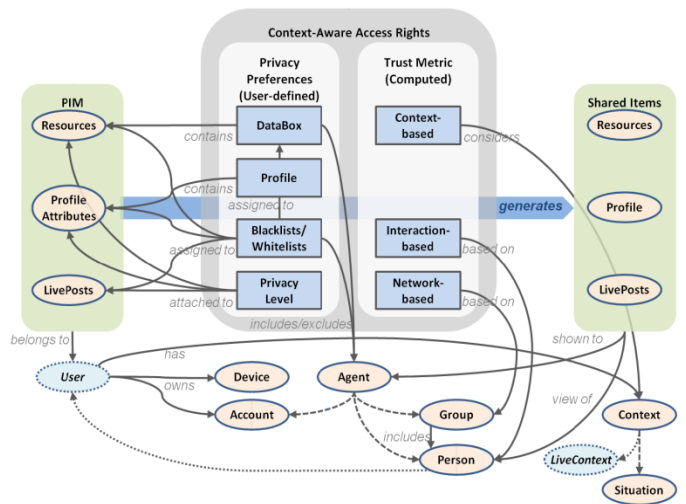 Context-Aware Access Rights
Privacy
Preferences
(User-defined)
Trust Metric
(Computed)
PIM
Shared Items
Resources
contains
DataBox
Context-
based
considers
Resources
Profile
contains
Profile
Attributes
assigned to
generates
Profile
Blacklists/
Whitelists
assigned to
Interaction-
based
based on
LivePosts
Privacy
Level
attached to
Network-
based
based on
LivePosts
includes/excludes
belongs to
has
shown to
User
Device
Agent
owns
Account
Group
view of
Context
includes
Person
LiveContext
Situation